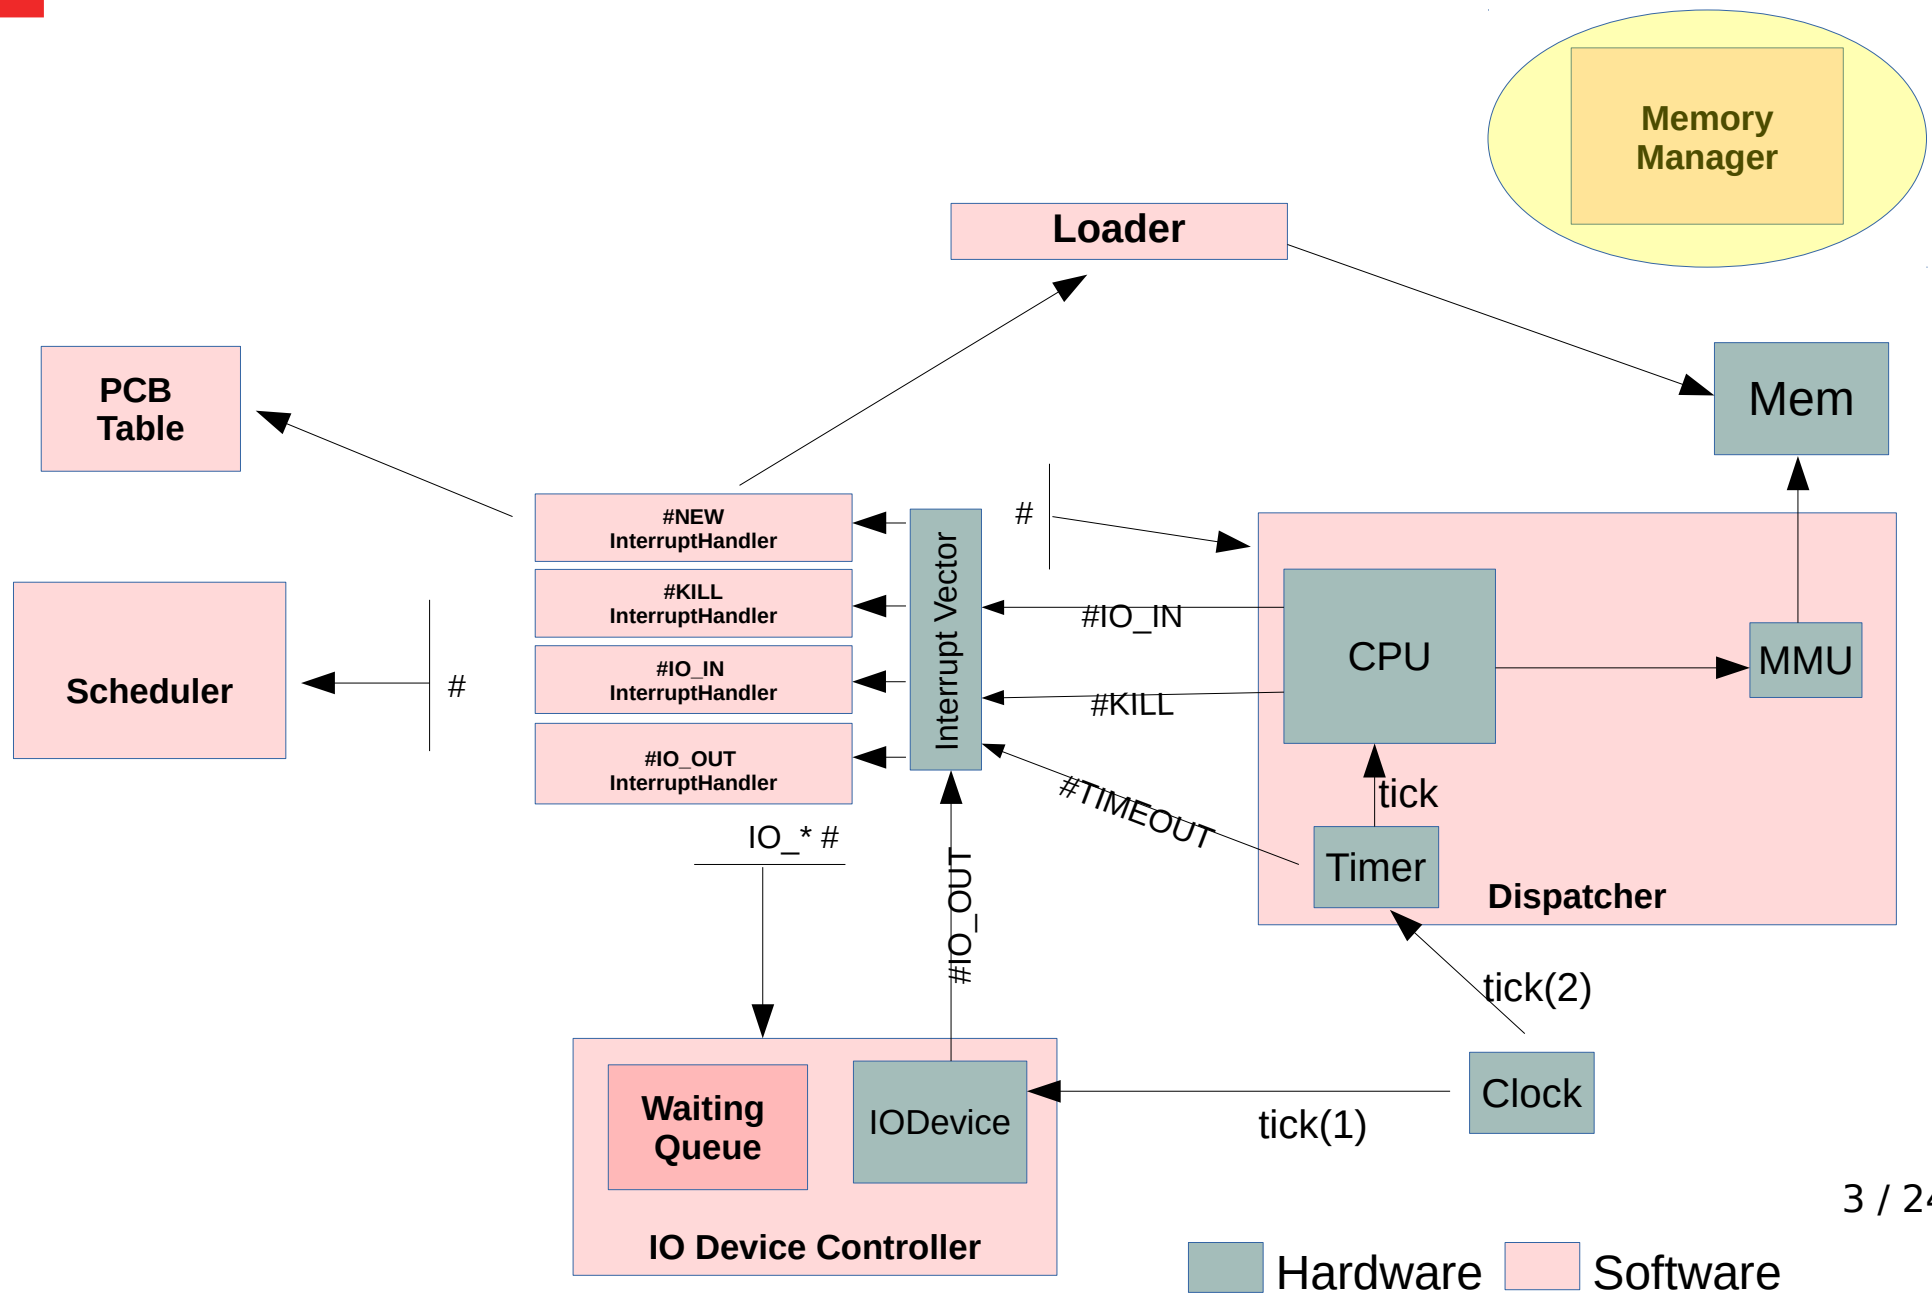 Memory
Manager
Loader
PCB
Table
Mem
#NEW
InterruptHandler
#
#KILL
InterruptHandler
Interrupt Vector
#IO_IN
CPU
MMU
Scheduler
#
#IO_IN
InterruptHandler
#KILL
#IO_OUT
InterruptHandler
#TIMEOUT
tick
IO_* #
Timer
Dispatcher
#IO_OUT
tick(2)
Waiting
Queue
IODevice
Clock
tick(1)
3 / 24
IO Device Controller
Hardware
Software